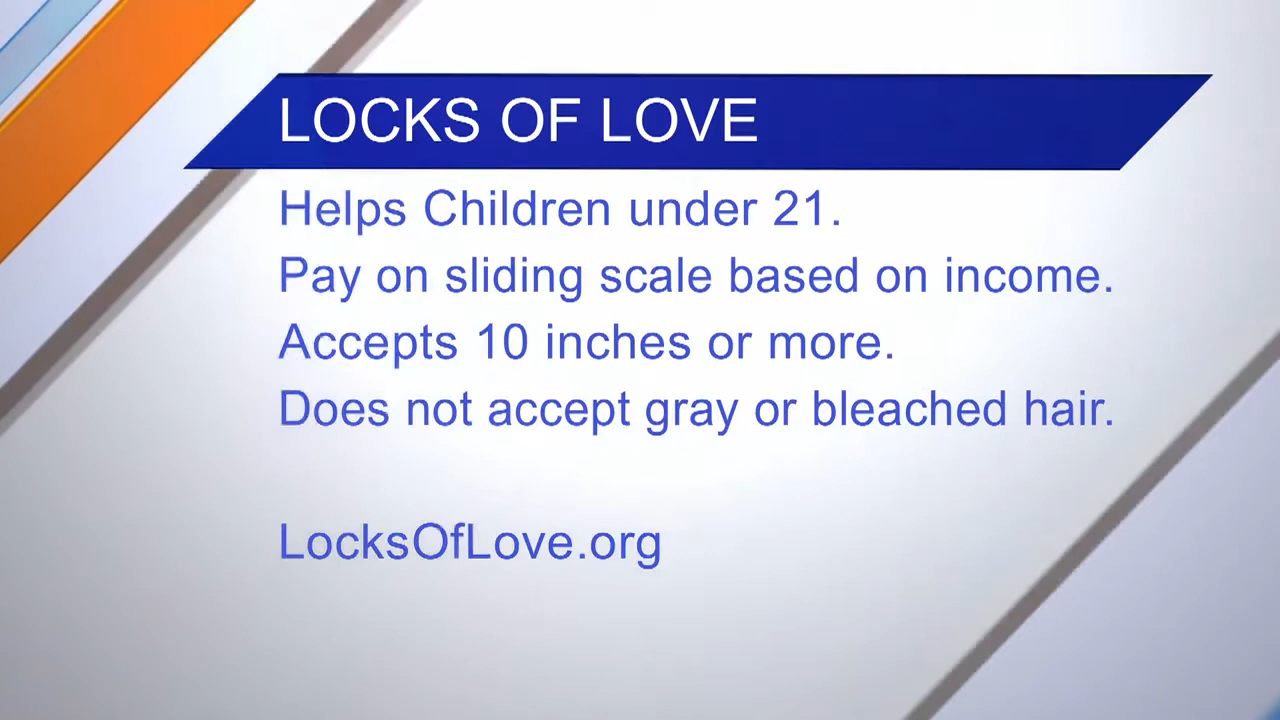 LOCKS OF LOVE
Helps Children under 21.
Pay on sliding scale based on income.
Accepts 10 inches or more.
Does not accept gray or bleached hair.
LocksOfLove.org